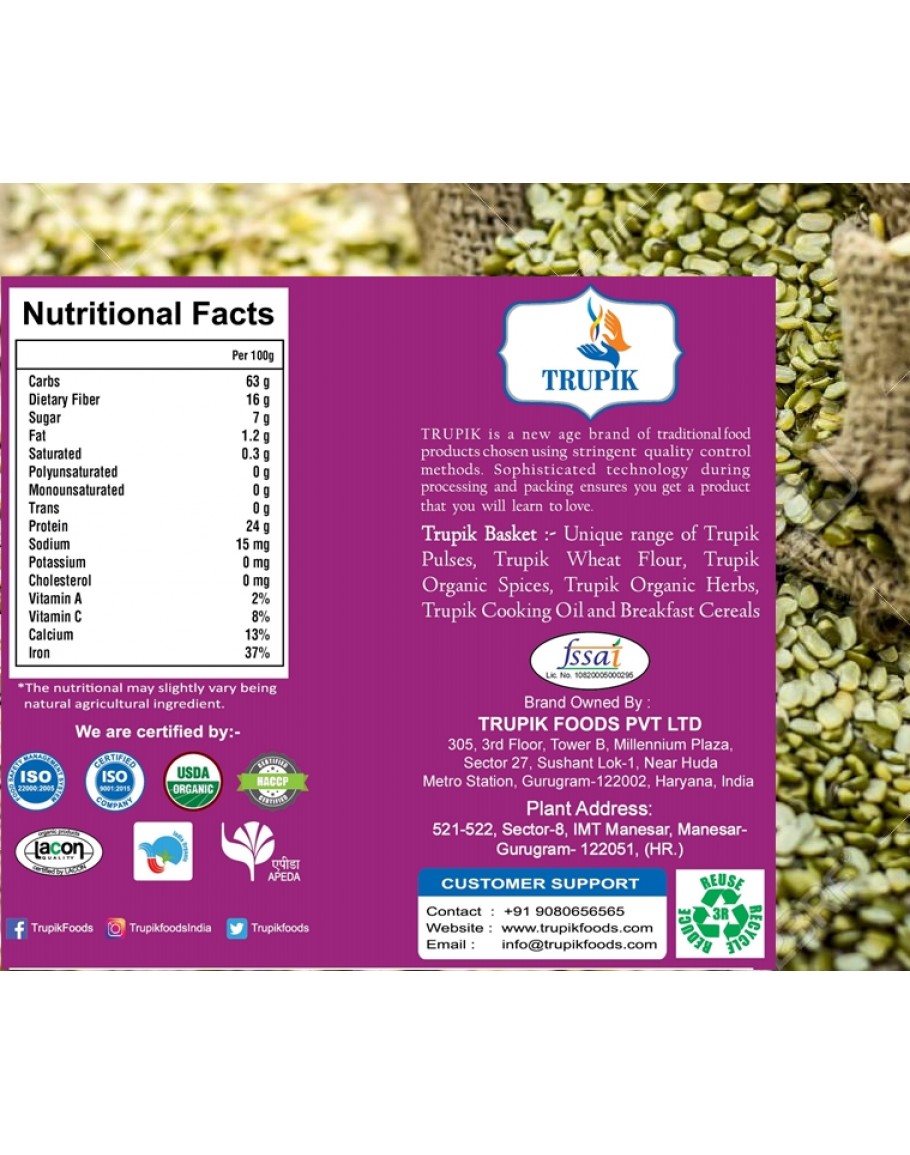 Nutritional Facts
Per 100g
Carbs 63 g
Dietary Fiber 16 g
Sugar 7 g
Fat 1.2 g
Saturated 0.3 g
Polyunsaturated 0 g
Monounsaturated 0 g
Trans 0 g
Protein 24 g
Sodium 15 mg
Potassium 0 mg
Cholesterol 0 mg
Vitamin A 2%
Vitamin C 8%
Calcium 13%
Iron 37%
*The nutritional may slightly vary being
natural agricultural ingredient.
We are certified by:-
FOOD SAFETY MANAGEMENT SYSTEM
ISO
22000:2005
CERTIFIED
ISO
9001:2015
COMPANY
USDA
ORGANIC
CERTIFIED
HACCP
CERTIFIED
organic products
lacon
QUALITY
certified by LACON
एपीडा
APEDA
TrupikFoods
TrupikfoodsIndia
Trupikfoods
TRUPIK
TRUPIK is a new age brand of traditional food
products chosen using stringent quality control
methods. Sophisticated technology during
processing and packing ensures you get a product
that you will learn to love.
Trupik Basket :- Unique range of Trupik
Pulses, Trupik Wheat Flour, Trupik
Organic Spices, Trupik Organic Herbs,
Trupik Cooking Oil and Breakfast Cereals
fssai
Lic. No. 10820005000295
Brand Owned By :
TRUPIK FOODS PVT LTD
305, 3rd Floor, Tower B, Millennium Plaza,
Sector 27, Sushant Lok-1, Near Huda
Metro Station, Gurugram-122002, Haryana, India
Plant Address:
521-522, Sector-8, IMT Manesar, Manesar-
Gurugram- 122051, (HR.)
CUSTOMER SUPPORT
Contact : +91 9080656565
Website : www.trupikfoods.com
Email : info@trupikfoods.com
REUSE
3R
REDUCE
RECYCLE